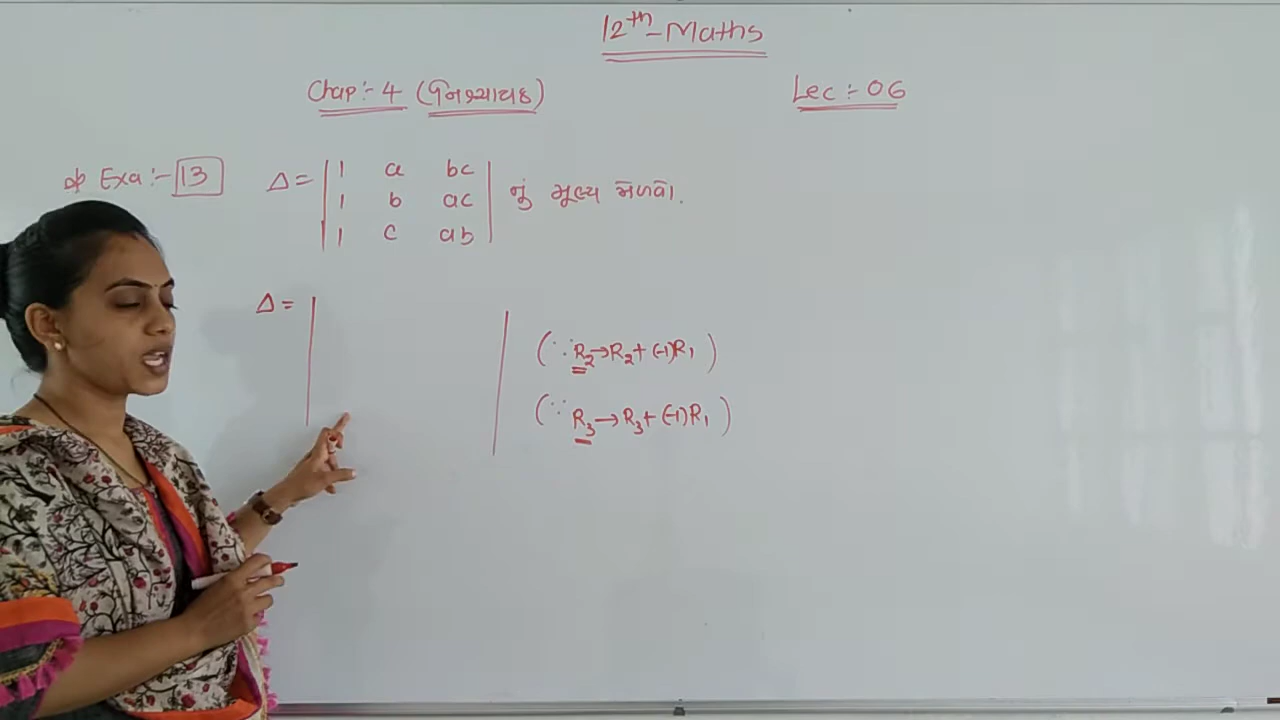 12th-Maths
Chap:- 4 (નિશ્ચાયક) Lec:- 06
Exa:- 13 Δ = | 1 a bc |
| 1 b ac | નું મૂલ્ય મેળવો.
| 1 c ab |
Δ = | | (∵ R₂→R₂+(-1)R₁)
(∵ R₃→R₃+(-1)R₁)